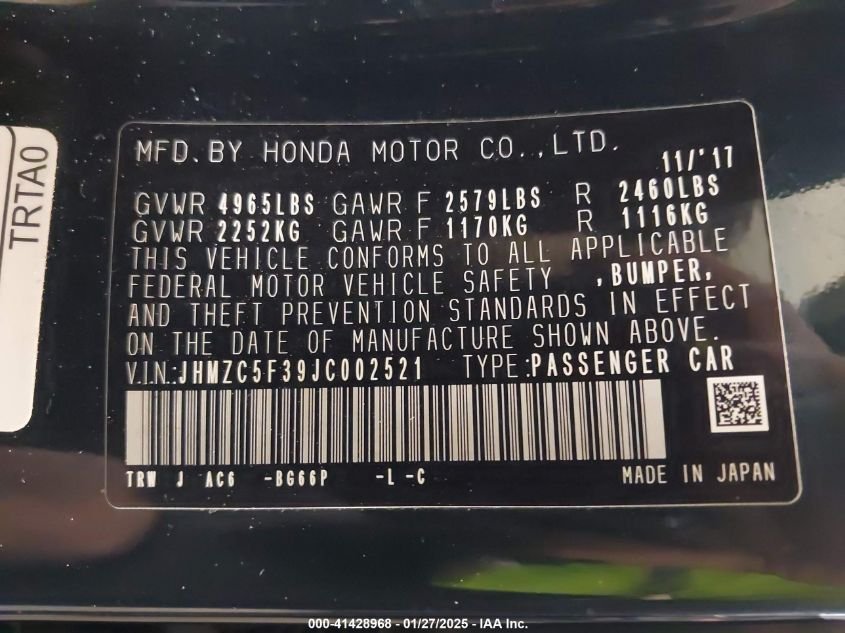 TRTA0
MFD. BY HONDA MOTOR CO., LTD. 11/'17
GVWR 4965LBS GAWR F 2579LBS R 2460LBS
GVWR 2252KG GAWR F 1170KG R 1116KG
THIS VEHICLE CONFORMS TO ALL APPLICABLE
FEDERAL MOTOR VEHICLE SAFETY , BUMPER,
AND THEFT PREVENTION STANDARDS IN EFFECT
ON THE DATE OF MANUFACTURE SHOWN ABOVE.
V.I.N: JHMZC5F39JC002521 TYPE: PASSENGER CAR
TRW J AC6 -BG66P -L -C MADE IN JAPAN
000-41428968 - 01/27/2025 - IAA Inc.